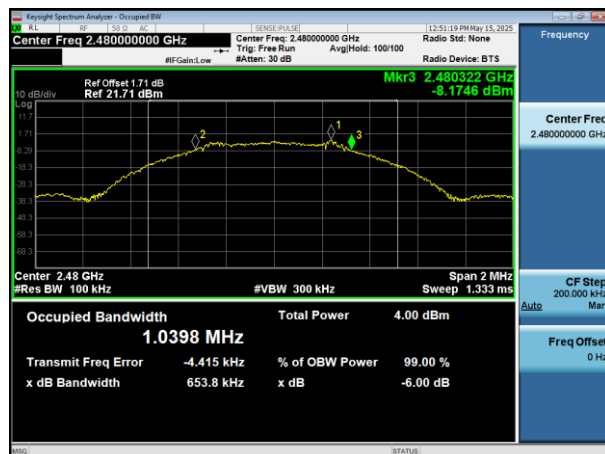 Keysight Spectrum Analyzer - Occupied BW
RL RF 50 Ω AC SENSE:PULSE 12:51:19 PM May 15, 2025
Center Freq 2.480000000 GHz
Center Freq: 2.480000000 GHz
Radio Std: None
Trig: Free Run Avg|Hold: 100/100
#IFGain:Low #Atten: 30 dB Radio Device: BTS
Frequency
Mkr3 2.480322 GHz
-8.1746 dBm
Ref Offset 1.71 dB
10 dB/div Ref 21.71 dBm
Log
11.7
1.71
-8.29
-18.3
-28.3
-38.3
-48.3
-58.3
-68.3
2
1
3
Center 2.48 GHz Span 2 MHz
#Res BW 100 kHz #VBW 300 kHz Sweep 1.333 ms
Occupied Bandwidth Total Power 4.00 dBm
1.0398 MHz
Transmit Freq Error -4.415 kHz % of OBW Power 99.00 %
x dB Bandwidth 653.8 kHz x dB -6.00 dB
Center Freq
2.480000000 GHz
CF Step
200.000 kHz
Auto Man
Freq Offset
0 Hz
MSG STATUS